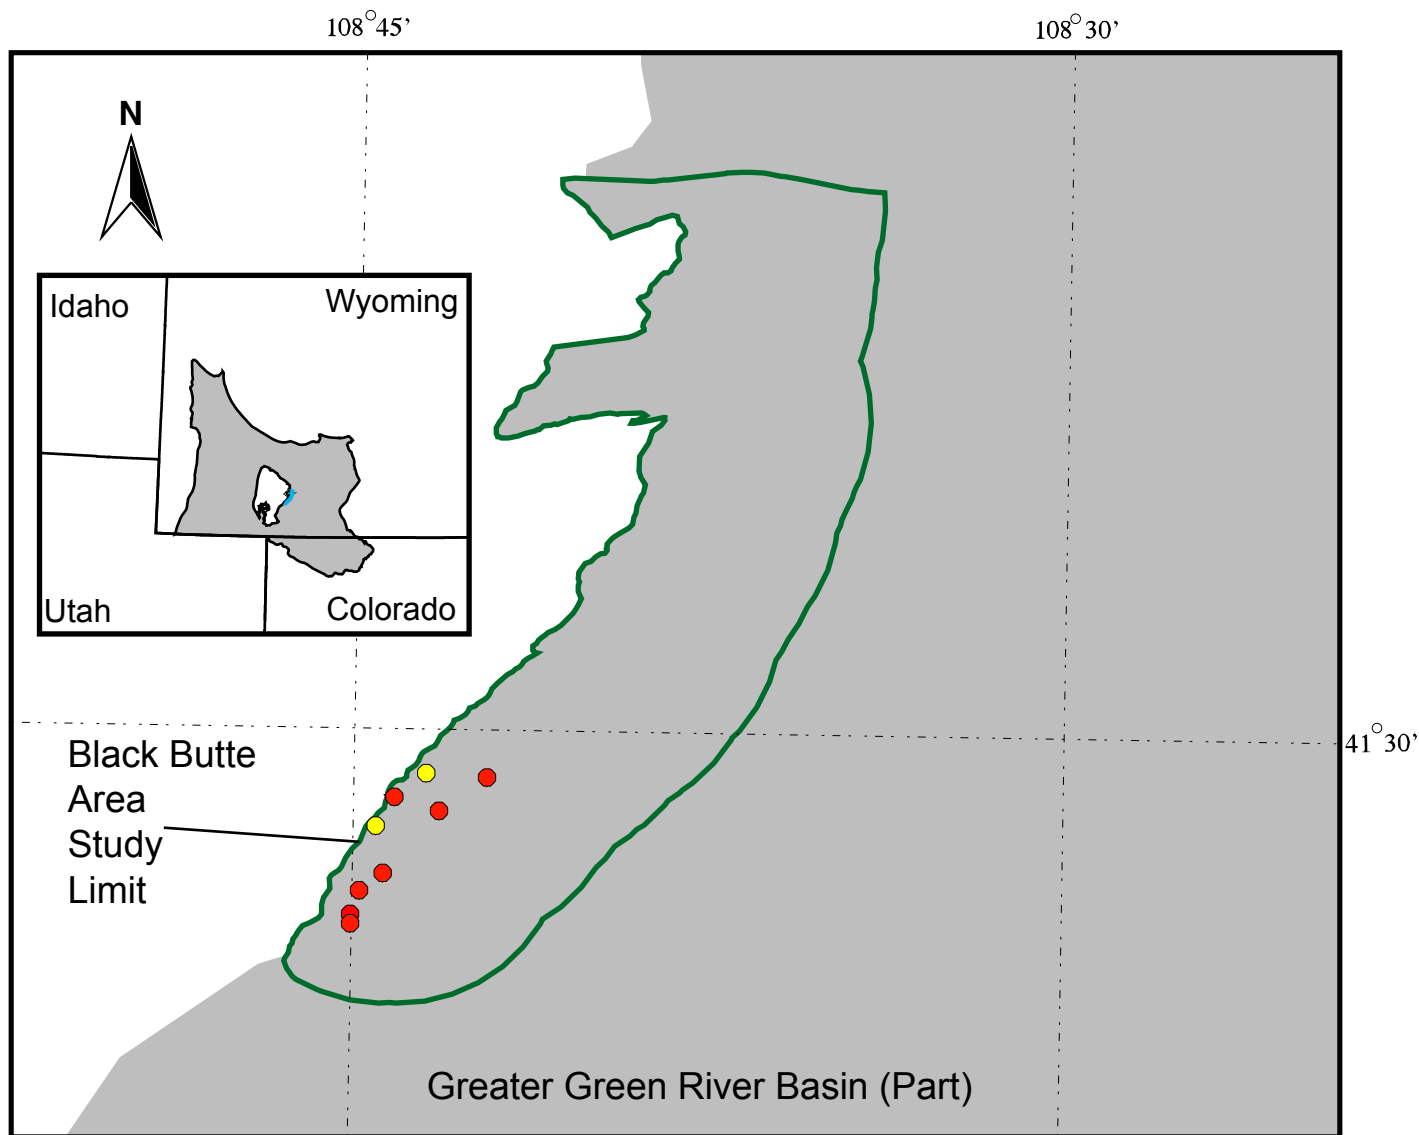 108°45'
108°30'
N
Idaho
Wyoming
Utah
Colorado
41°30'
Black Butte
Area
Study
Limit
Greater Green River Basin (Part)